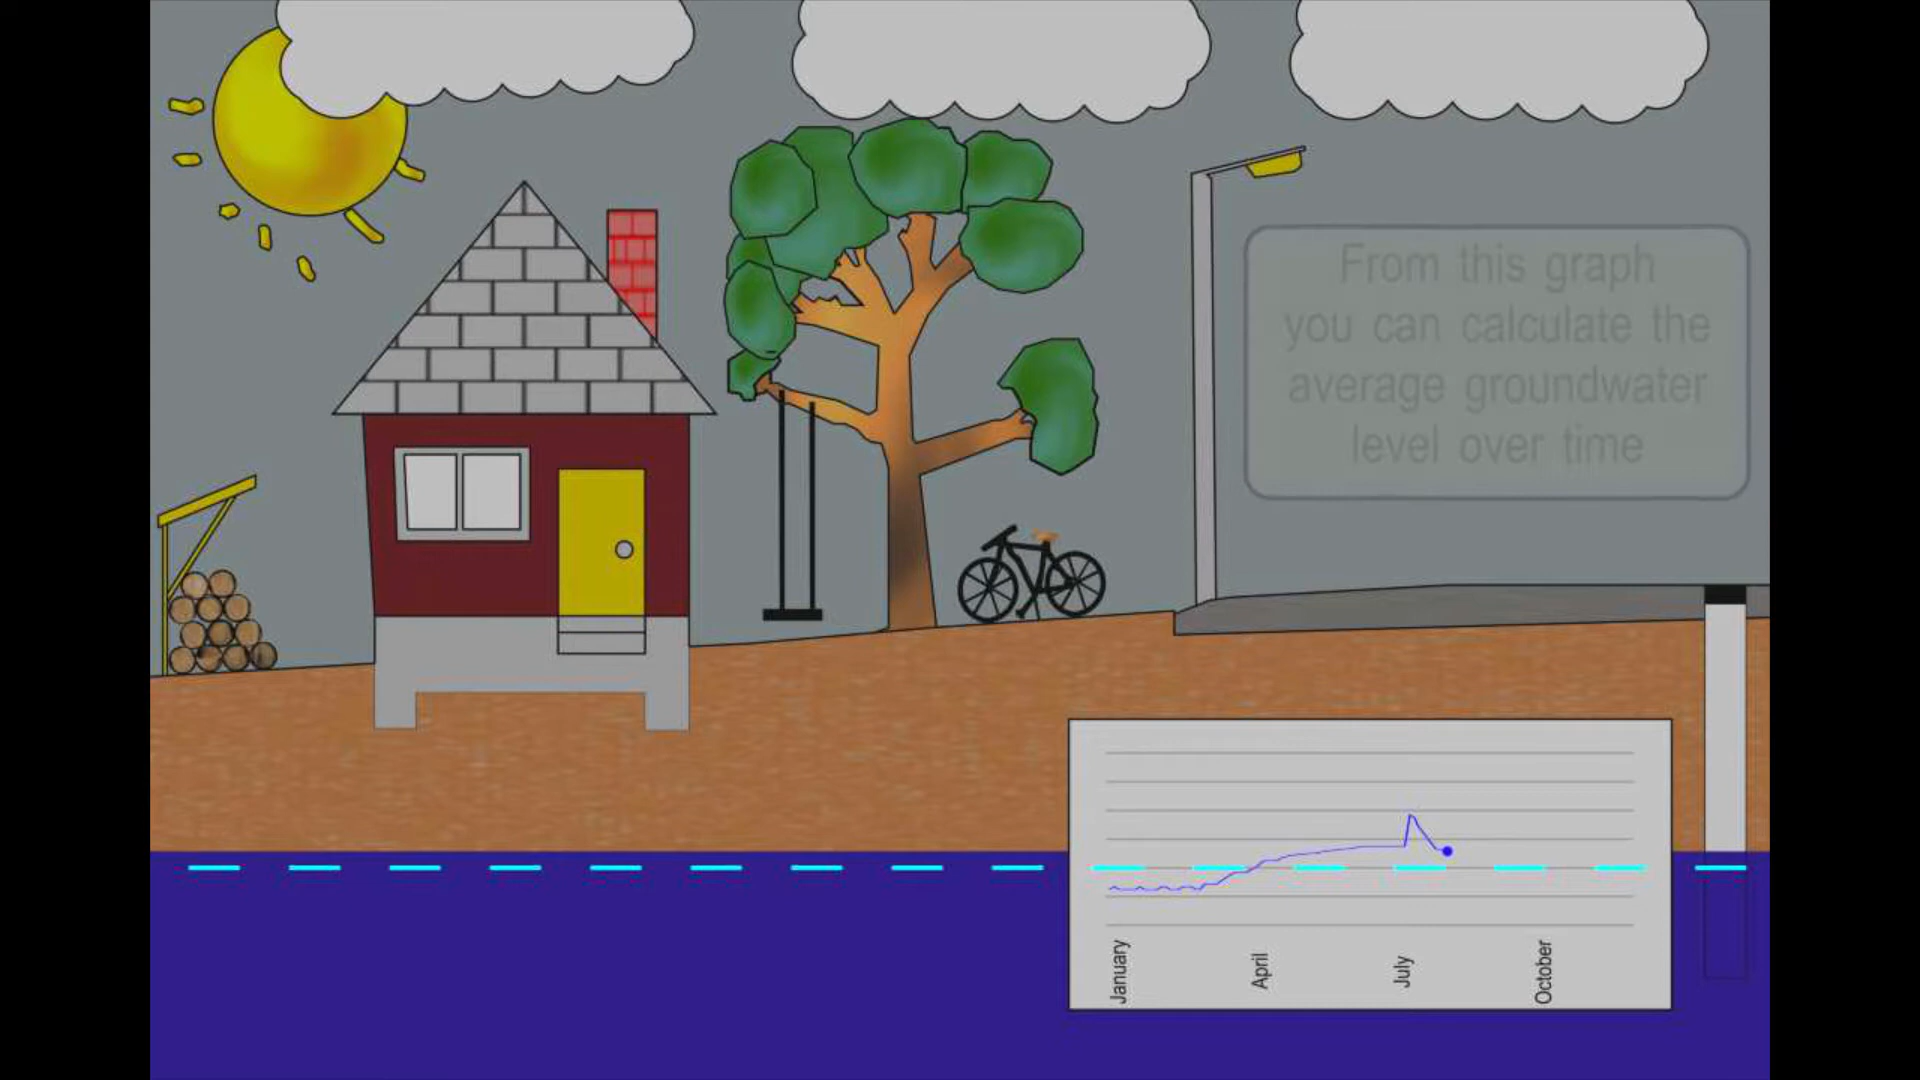 From this graph
you can calculate the
average groundwater
level over time
January
April
July
October